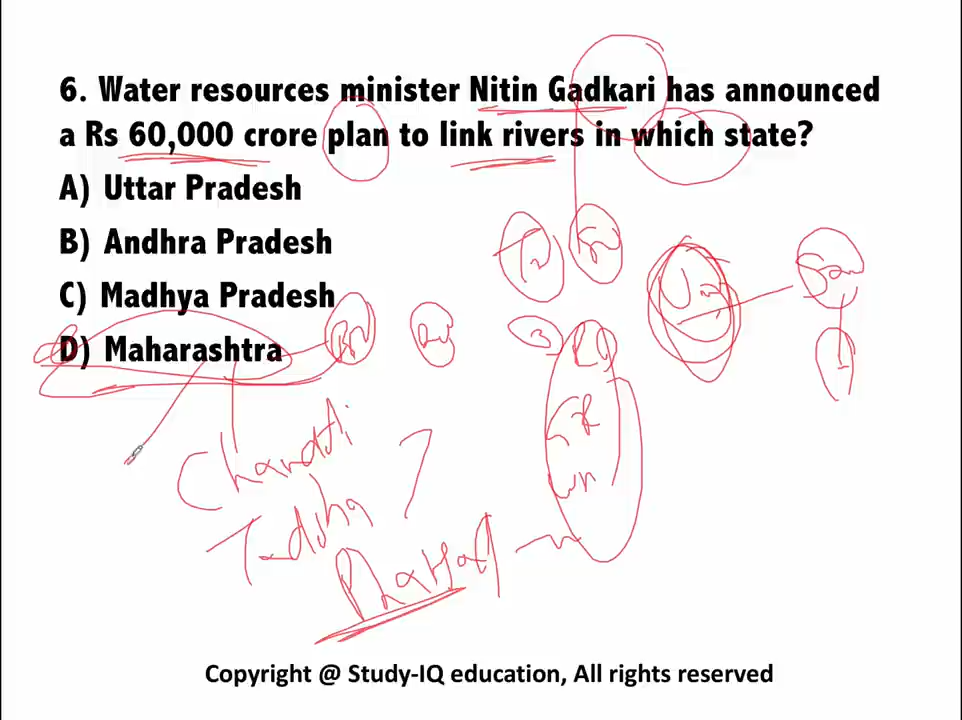 6. Water resources minister Nitin Gadkari has announced
a Rs 60,000 crore plan to link rivers in which state?
A) Uttar Pradesh
B) Andhra Pradesh
C) Madhya Pradesh
D) Maharashtra
Copyright @ Study-IQ education, All rights reserved